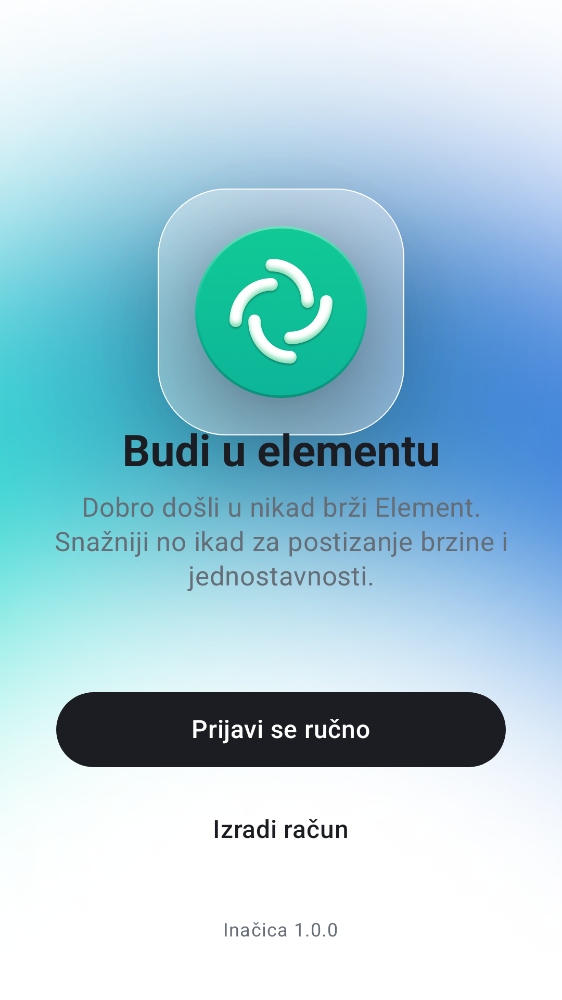 Budi u elementu
Dobro došli u nikad brži Element.
Snažniji no ikad za postizanje brzine i
jednostavnosti.
Prijavi se ručno
Izradi račun
Inačica 1.0.0